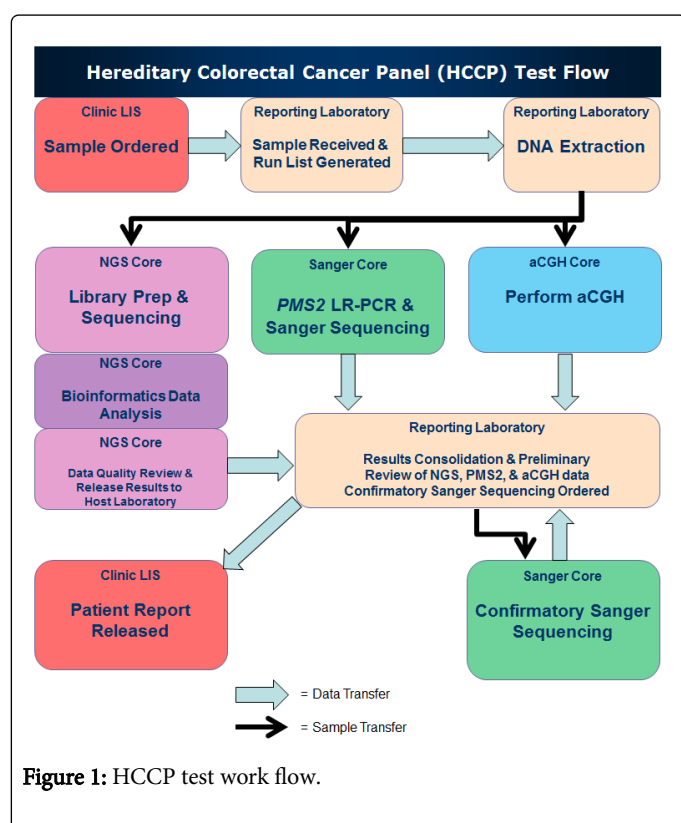 Hereditary Colorectal Cancer Panel (HCCP) Test Flow
Clinic LIS
Sample Ordered
Reporting Laboratory
Sample Received &
Run List Generated
Reporting Laboratory
DNA Extraction
NGS Core
Library Prep &
Sequencing
Sanger Core
PMS2 LR-PCR &
Sanger Sequencing
aCGH Core
Perform aCGH
NGS Core
Bioinformatics Data
Analysis
NGS Core
Data Quality Review &
Release Results to
Host Laboratory
Reporting Laboratory
Results Consolidation & Preliminary
Review of NGS, PMS2, & aCGH data
Confirmatory Sanger Sequencing Ordered
Clinic LIS
Patient Report
Released
Sanger Core
Confirmatory Sanger
Sequencing
= Data Transfer
= Sample Transfer
Figure 1: HCCP test work flow.